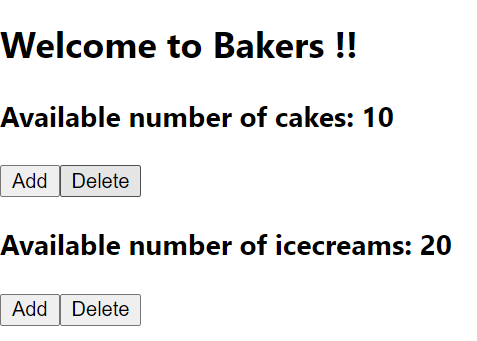 Welcome to Bakers !!
Available number of cakes: 10
Add Delete
Available number of icecreams: 20
Add Delete